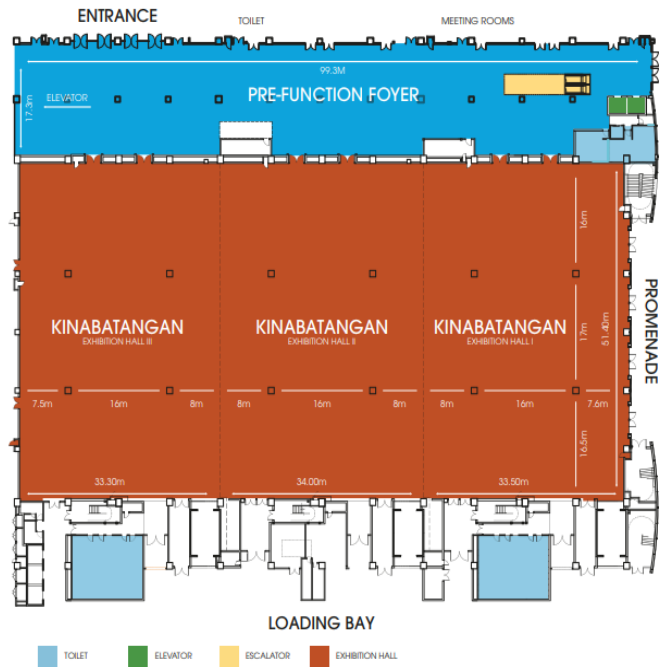 ENTRANCE
TOILET
MEETING ROOMS
99.3M
PRE-FUNCTION FOYER
ELEVATOR
17.3m
16m
KINABATANGAN
EXHIBITION HALL III
KINABATANGAN
EXHIBITION HALL II
KINABATANGAN
EXHIBITION HALL I
17m
51.40m
PROMENADE
7.5m
16m
8m
8m
16m
8m
8m
16m
7.6m
16.5m
33.30m
34.00m
33.50m
LOADING BAY
TOILET
ELEVATOR
ESCALATOR
EXHIBITION HALL